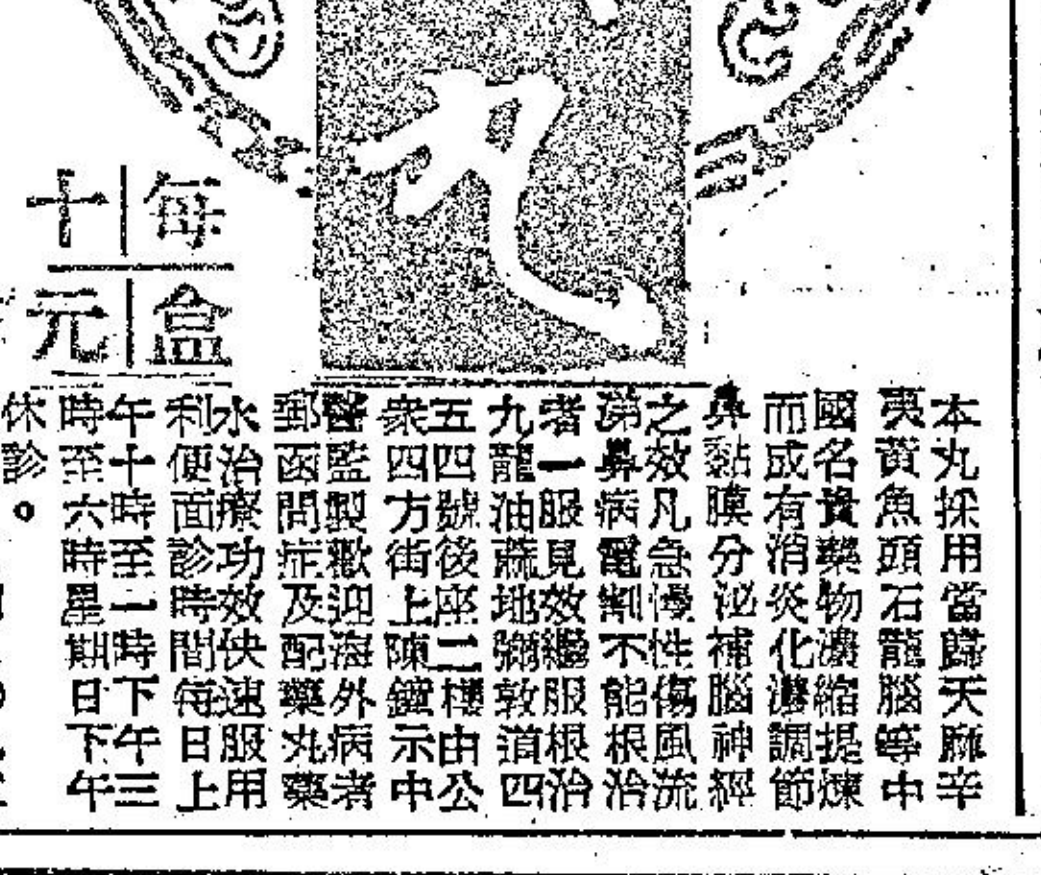 丸
每盒
十元
本丸採用當歸天麻辛
夷黃魚頭石龍腦等中
國名貴藥物濃縮提煉
而成有消炎化濃調節
鼻黏膜分泌補腦神經
之效凡急慢性傷風流
涕鼻病電割不能根治
者一服見效繼服根治
九龍油蔴地彌敦道四
五四號後座二樓由公
衆四方街上陳鐘示中
醫監製歡迎海外病者
郵函問症及配藥丸藥
水治療功效快速服用
利便面診時間每日上
午十時至一時下午三
時至六時星期日下午
休診。